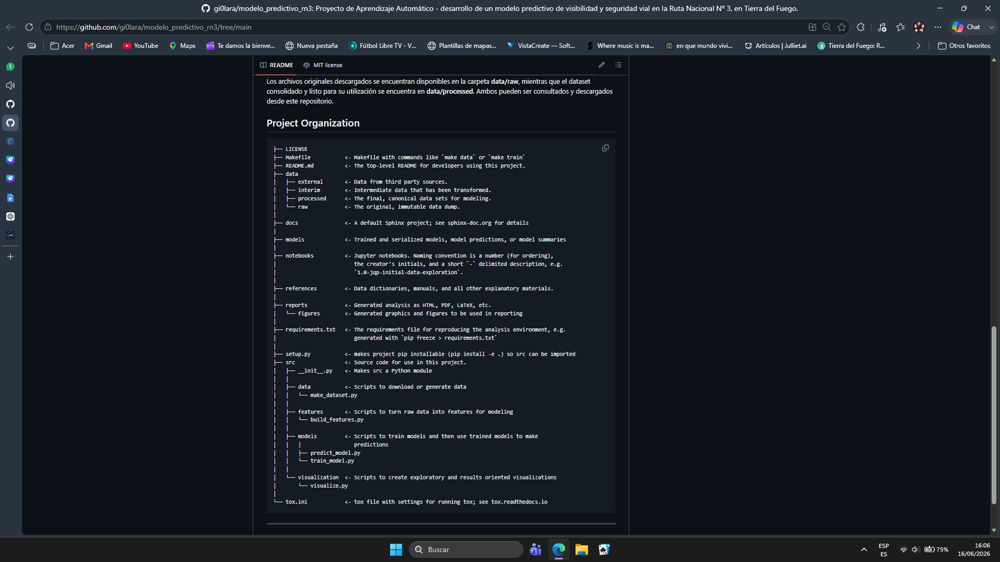 gi0lara/modelo_predictivo_rn3: Proyecto de Aprendizaje Automático - desarrollo de un modelo predictivo de visibilidad y seguridad vial en la Ruta Nacional Nº 3, en Tierra del Fuego.
https://github.com/gi0lara/modelo_predictivo_rn3/tree/main
Chat
Acer
Gmail
YouTube
Maps
Te damos la bienve...
Nueva pestaña
Fútbol Libre TV - V...
Plantillas de mapas...
VistaCreate — Soft...
Where music is ma...
en que mundo vivi...
Artículos | Julliet.ai
Tierra del Fuego: R...
Otros favoritos
1
README
MIT license
Los archivos originales descargados se encuentran disponibles en la carpeta data/raw, mientras que el dataset
consolidado y listo para su utilización se encuentra en data/processed. Ambos pueden ser consultados y descargados
desde este repositorio.
Project Organization
├── LICENSE
├── Makefile <- Makefile with commands like `make data` or `make train`
├── README.md <- The top-level README for developers using this project.
├── data
│ ├── external <- Data from third party sources.
│ ├── interim <- Intermediate data that has been transformed.
│ ├── processed <- The final, canonical data sets for modeling.
│ └── raw <- The original, immutable data dump.
│
├── docs <- A default Sphinx project; see sphinx-doc.org for details
│
├── models <- Trained and serialized models, model predictions, or model summaries
│
├── notebooks <- Jupyter notebooks. Naming convention is a number (for ordering),
│ the creator's initials, and a short `-` delimited description, e.g.
│ `1.0-jqp-initial-data-exploration`.
│
├── references <- Data dictionaries, manuals, and all other explanatory materials.
│
├── reports <- Generated analysis as HTML, PDF, LaTeX, etc.
│ └── figures <- Generated graphics and figures to be used in reporting
│
├── requirements.txt <- The requirements file for reproducing the analysis environment, e.g.
│ generated with `pip freeze > requirements.txt`
│
├── setup.py <- makes project pip installable (pip install -e .) so src can be imported
├── src <- Source code for use in this project.
│ ├── __init__.py <- Makes src a Python module
│ │
│ ├── data <- Scripts to download or generate data
│ │ └── make_dataset.py
│ │
│ ├── features <- Scripts to turn raw data into features for modeling
│ │ └── build_features.py
│ │
│ ├── models <- Scripts to train models and then use trained models to make
│ │ │ predictions
│ │ ├── predict_model.py
│ │ └── train_model.py
│ │
│ └── visualization <- Scripts to create exploratory and results oriented visualizations
│ └── visualize.py
│
└── tox.ini <- tox file with settings for running tox; see tox.readthedocs.io
Buscar
ESP
ES
75%
16:06
16/06/2026